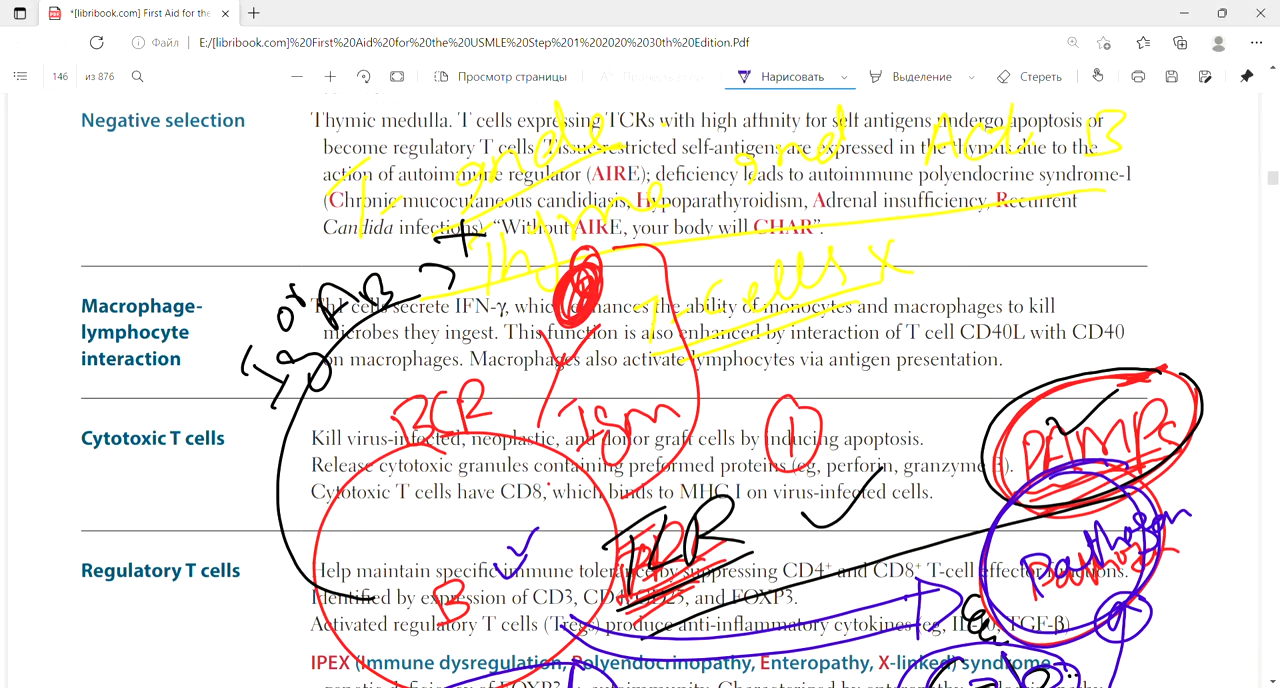 *[libribook.com] First Aid for the
Файл E:/[libribook.com]%20First%20Aid%20for%20the%20USMLE%20Step%201%202020%2030th%20Edition.Pdf
146 из 876 Просмотр страницы Нарисовать Выделение Стереть
Negative selection Thymic medulla. T cells expressing TCRs with high affinity for self antigens undergo apoptosis or
become regulatory T cells. Tissue-restricted self-antigens are expressed in the thymus due to the
action of autoimmune regulator (AIRE); deficiency leads to autoimmune polyendocrine syndrome-1
(Chronic mucocutaneous candidiasis, Hypoparathyroidism, Adrenal insufficiency, Recurrent
Candida infections). “Without AIRE, your body will CHAR”.
Macrophage-
lymphocyte
interaction
Th1 cells secrete IFN-γ, which enhances the ability of monocytes and macrophages to kill
microbes they ingest. This function is also enhanced by interaction of T cell CD40L with CD40
on macrophages. Macrophages also activate lymphocytes via antigen presentation.
Cytotoxic T cells Kill virus-infected, neoplastic, and donor graft cells by inducing apoptosis.
Release cytotoxic granules containing preformed proteins (eg, perforin, granzyme B).
Cytotoxic T cells have CD8, which binds to MHC I on virus-infected cells.
Regulatory T cells Help maintain specific immune tolerance by suppressing CD4+ and CD8+ T-cell effector functions.
Identified by expression of CD3, CD4, CD25, and FOXP3.
Activated regulatory T cells (Tregs) produce anti-inflammatory cytokines (eg, IL-10, TGF-β).
IPEX (Immune dysregulation, Polyendocrinopathy, Enteropathy, X-linked) syndrome—
T-
and Act B
T-cells X
BCR
IgM
1
PAMPs
Pathogen
B